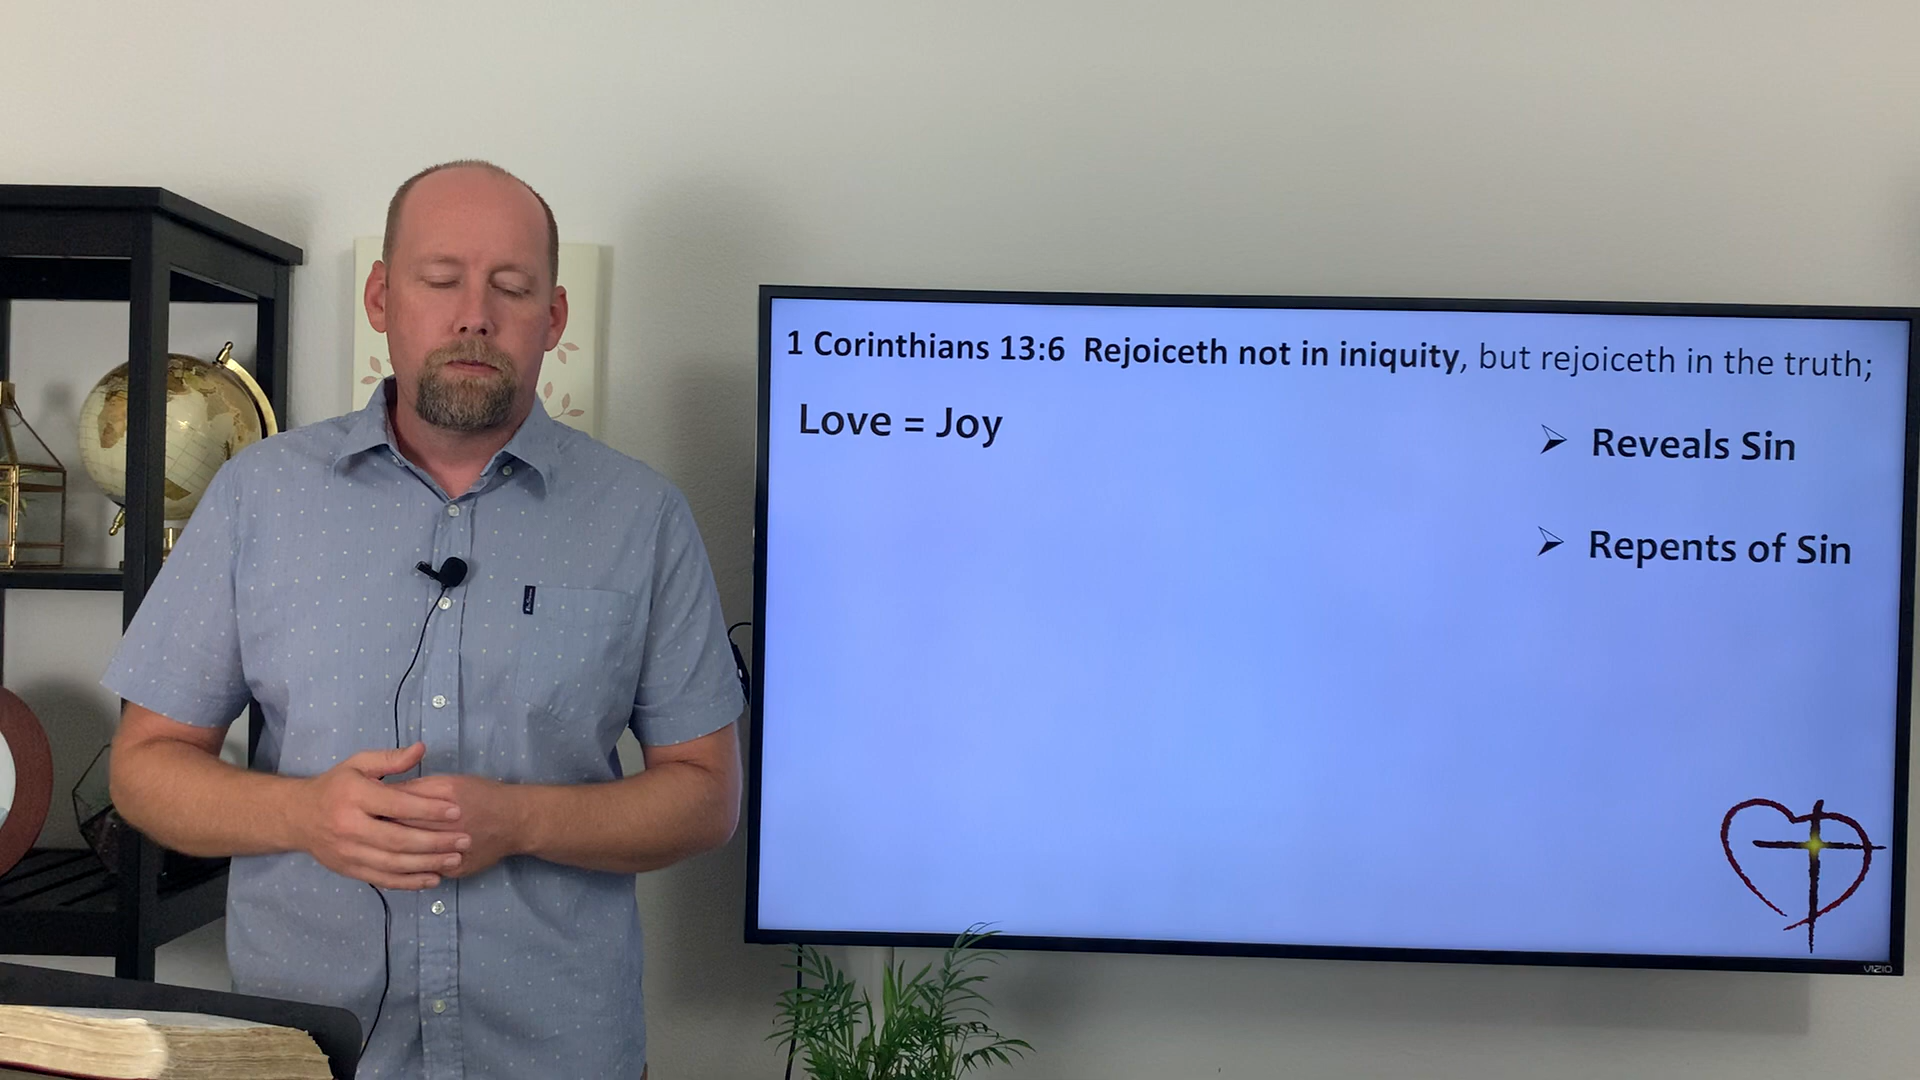 1 Corinthians 13:6  Rejoiceth not in iniquity, but rejoiceth in the truth;
Love = Joy
➢ Reveals Sin
➢ Repents of Sin
VIZIO